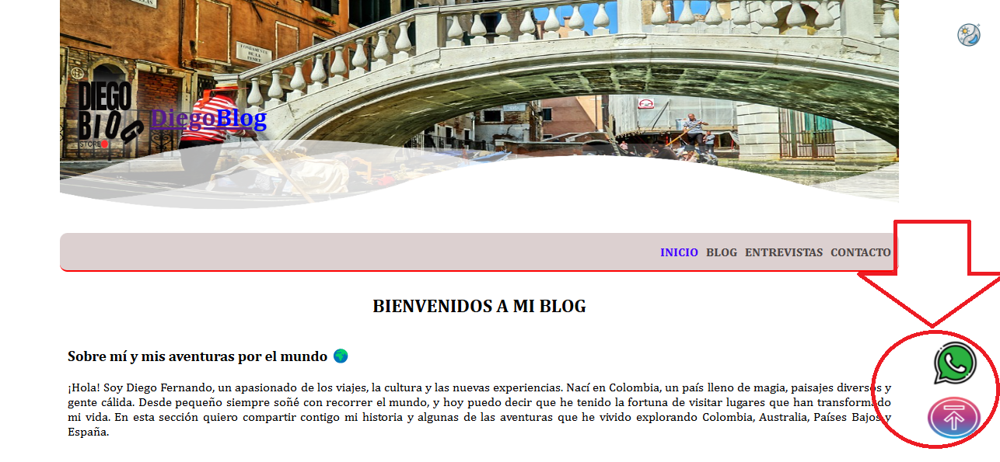 FONDAMENTA
DE LA
FENICE
DIEGO
BlOG
STORE
DiegoBlog
INICIO BLOG ENTREVISTAS CONTACTO
BIENVENIDOS A MI BLOG
Sobre mí y mis aventuras por el mundo
¡Hola! Soy Diego Fernando, un apasionado de los viajes, la cultura y las nuevas experiencias. Nací en Colombia, un país lleno de magia, paisajes diversos y
gente cálida. Desde pequeño siempre soñé con recorrer el mundo, y hoy puedo decir que he tenido la fortuna de visitar lugares que han transformado
mi vida. En esta sección quiero compartir contigo mi historia y algunas de las aventuras que he vivido explorando Colombia, Australia, Países Bajos y
España.